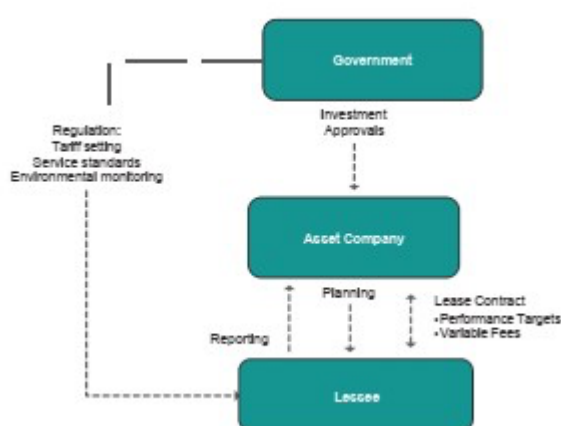 Government
Investment
Approvals
Regulation:
Tariff setting
Service standards
Environmental monitoring
Asset Company
Planning
Lease Contract
•Performance Targets
•Variable Fees
Reporting
Lessee